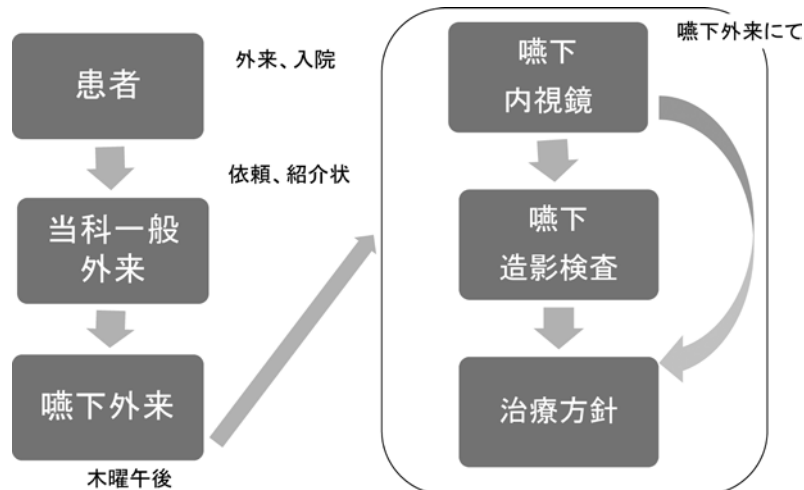 患者
外来、入院
依頼、紹介状
当科一般
外来
嚥下外来
木曜午後
嚥下外来にて
嚥下
内視鏡
嚥下
造影検査
治療方針